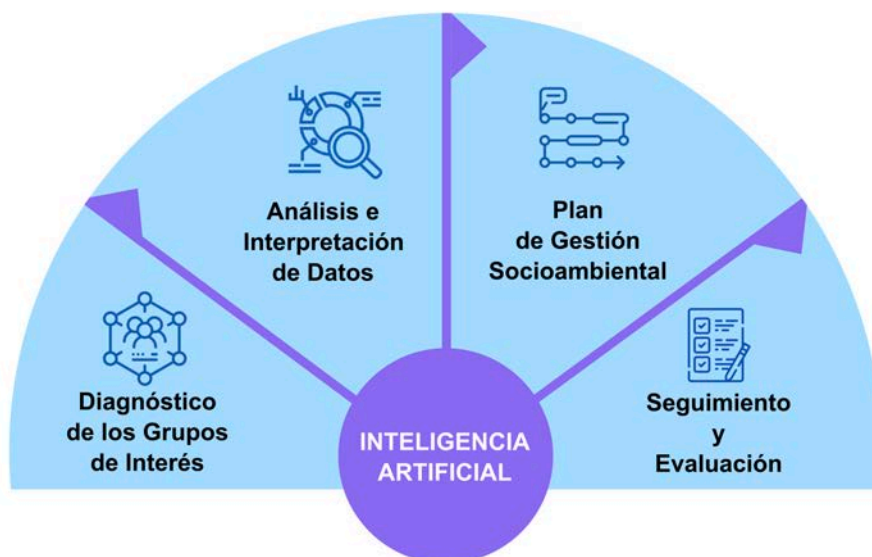 Diagnóstico
de los Grupos
de Interés
Análisis e
Interpretación
de Datos
Plan
de Gestión
Socioambiental
Seguimiento
y
Evaluación
INTELIGENCIA
ARTIFICIAL